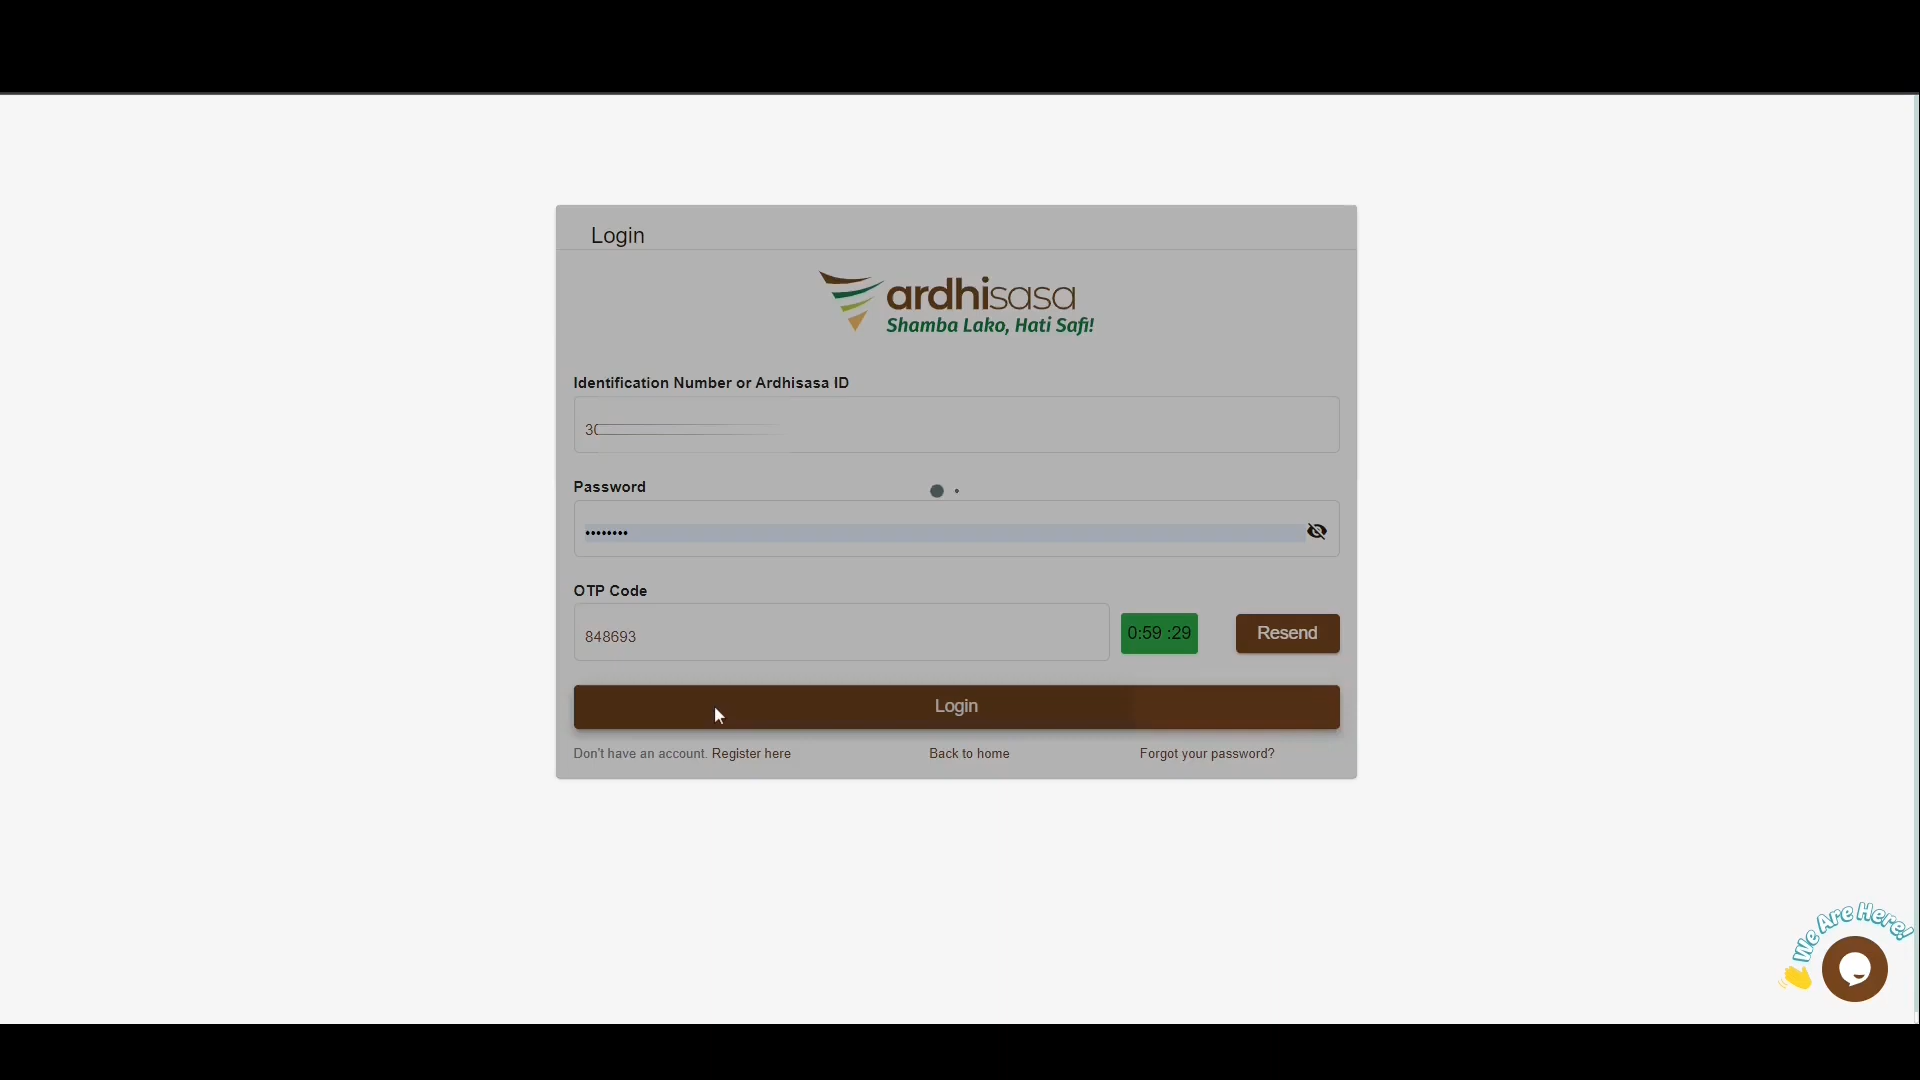 Login
ardhisasa
Shamba Lako, Hati Safi!
Identification Number or Ardhisasa ID
Password
••••••••
OTP Code
848693
0:59 :29
Resend
Login
Don't have an account. Register here
Back to home
Forgot your password?
We Are Here!